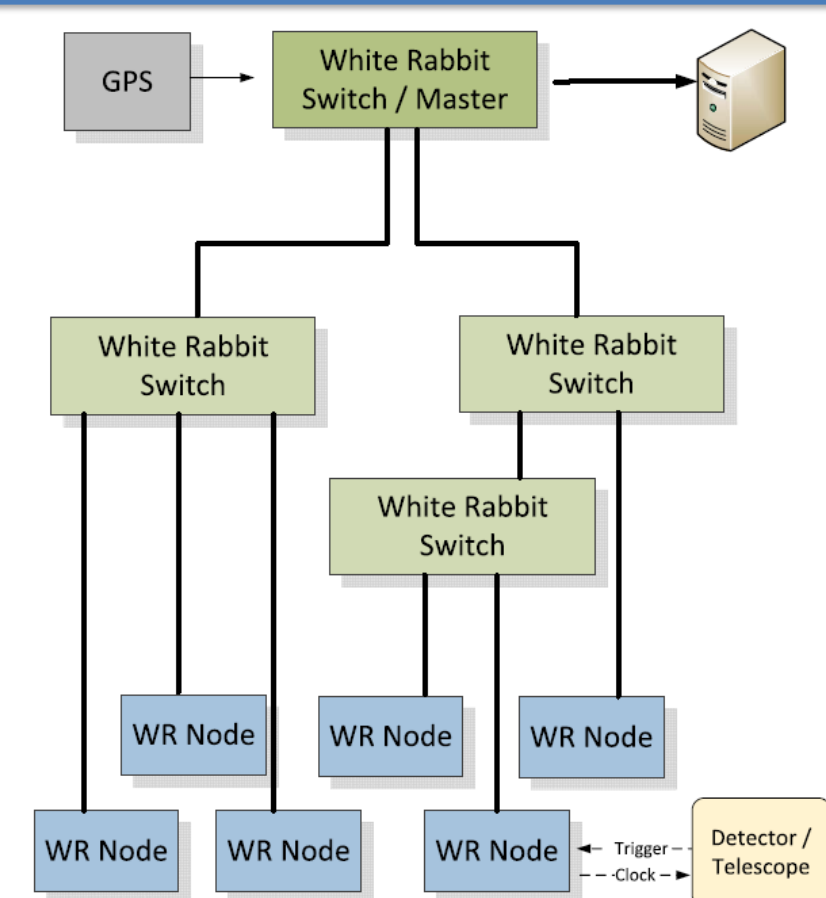 GPS
White Rabbit
Switch / Master
White Rabbit
Switch
White Rabbit
Switch
White Rabbit
Switch
WR Node
WR Node
WR Node
WR Node
WR Node
WR Node
Trigger
Clock
Detector /
Telescope